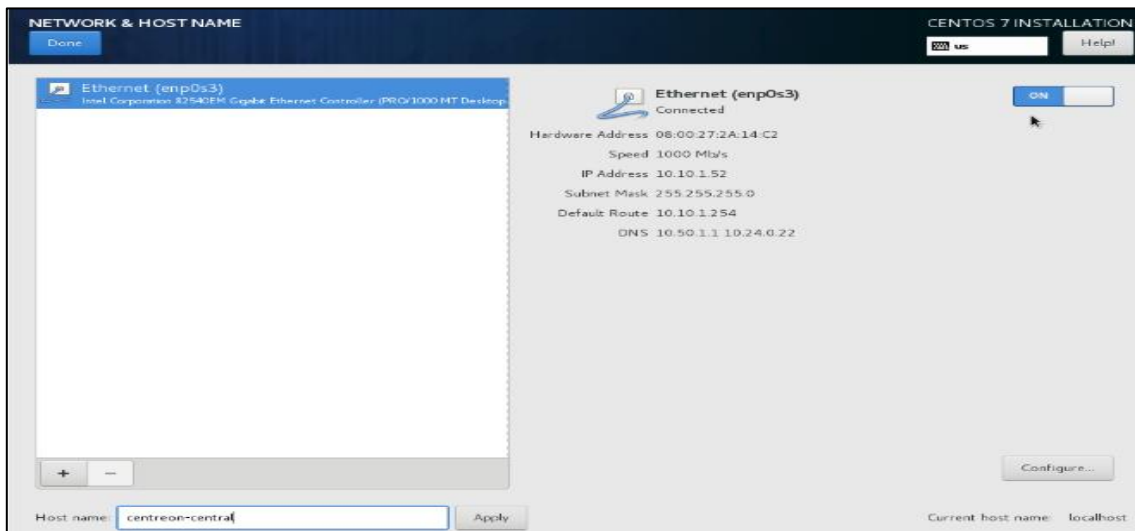 NETWORK & HOST NAME
CENTOS 7 INSTALLATION
Done
us
Help!
Ethernet (enp0s3)
Intel Corporation 82540EM Gigabit Ethernet Controller (PRO/1000 MT Desktop
Ethernet (enp0s3)
Connected
ON
Hardware Address 08:00:27:2A:14:C2
Speed 1000 Mb/s
IP Address 10.10.1.52
Subnet Mask 255.255.255.0
Default Route 10.10.1.254
DNS 10.50.1.1 10.24.0.22
+ −
Configure...
Host name: centreon-central
Apply
Current host name: localhost